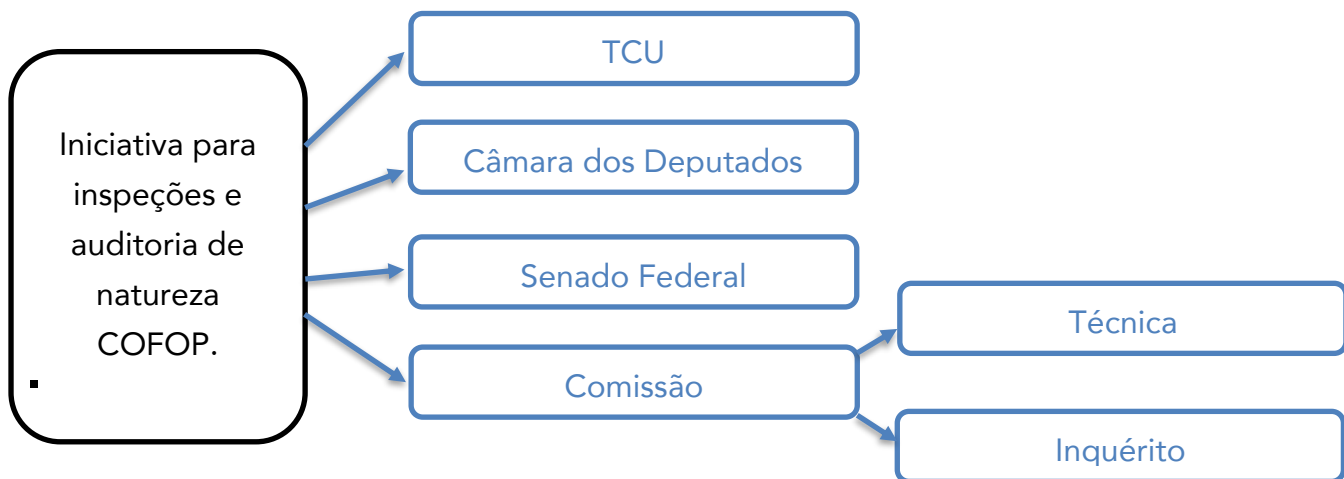 Iniciativa para
inspeções e
auditoria de
natureza
COFOP.
TCU
Câmara dos Deputados
Senado Federal
Comissão
Técnica
Inquérito